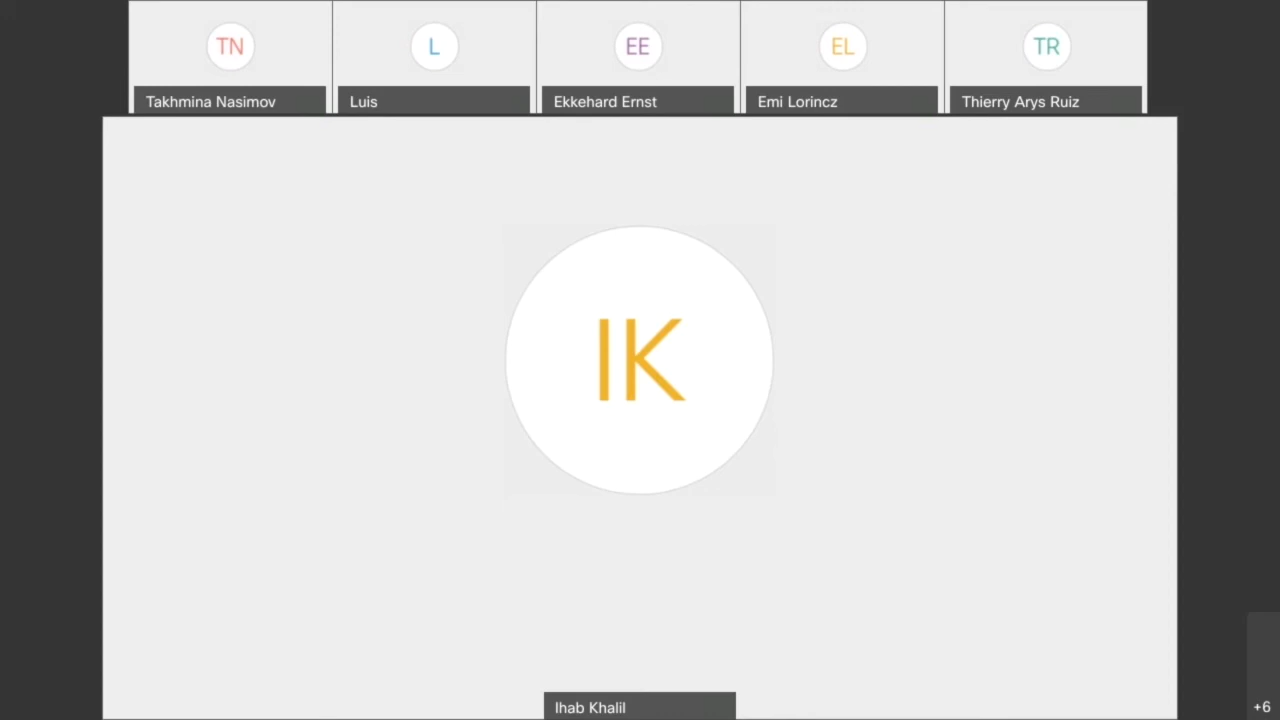 TN
L
EE
EL
TR
Takhmina Nasimov
Luis
Ekkehard Ernst
Emi Lorincz
Thierry Arys Ruiz
IK
Ihab Khalil
+6